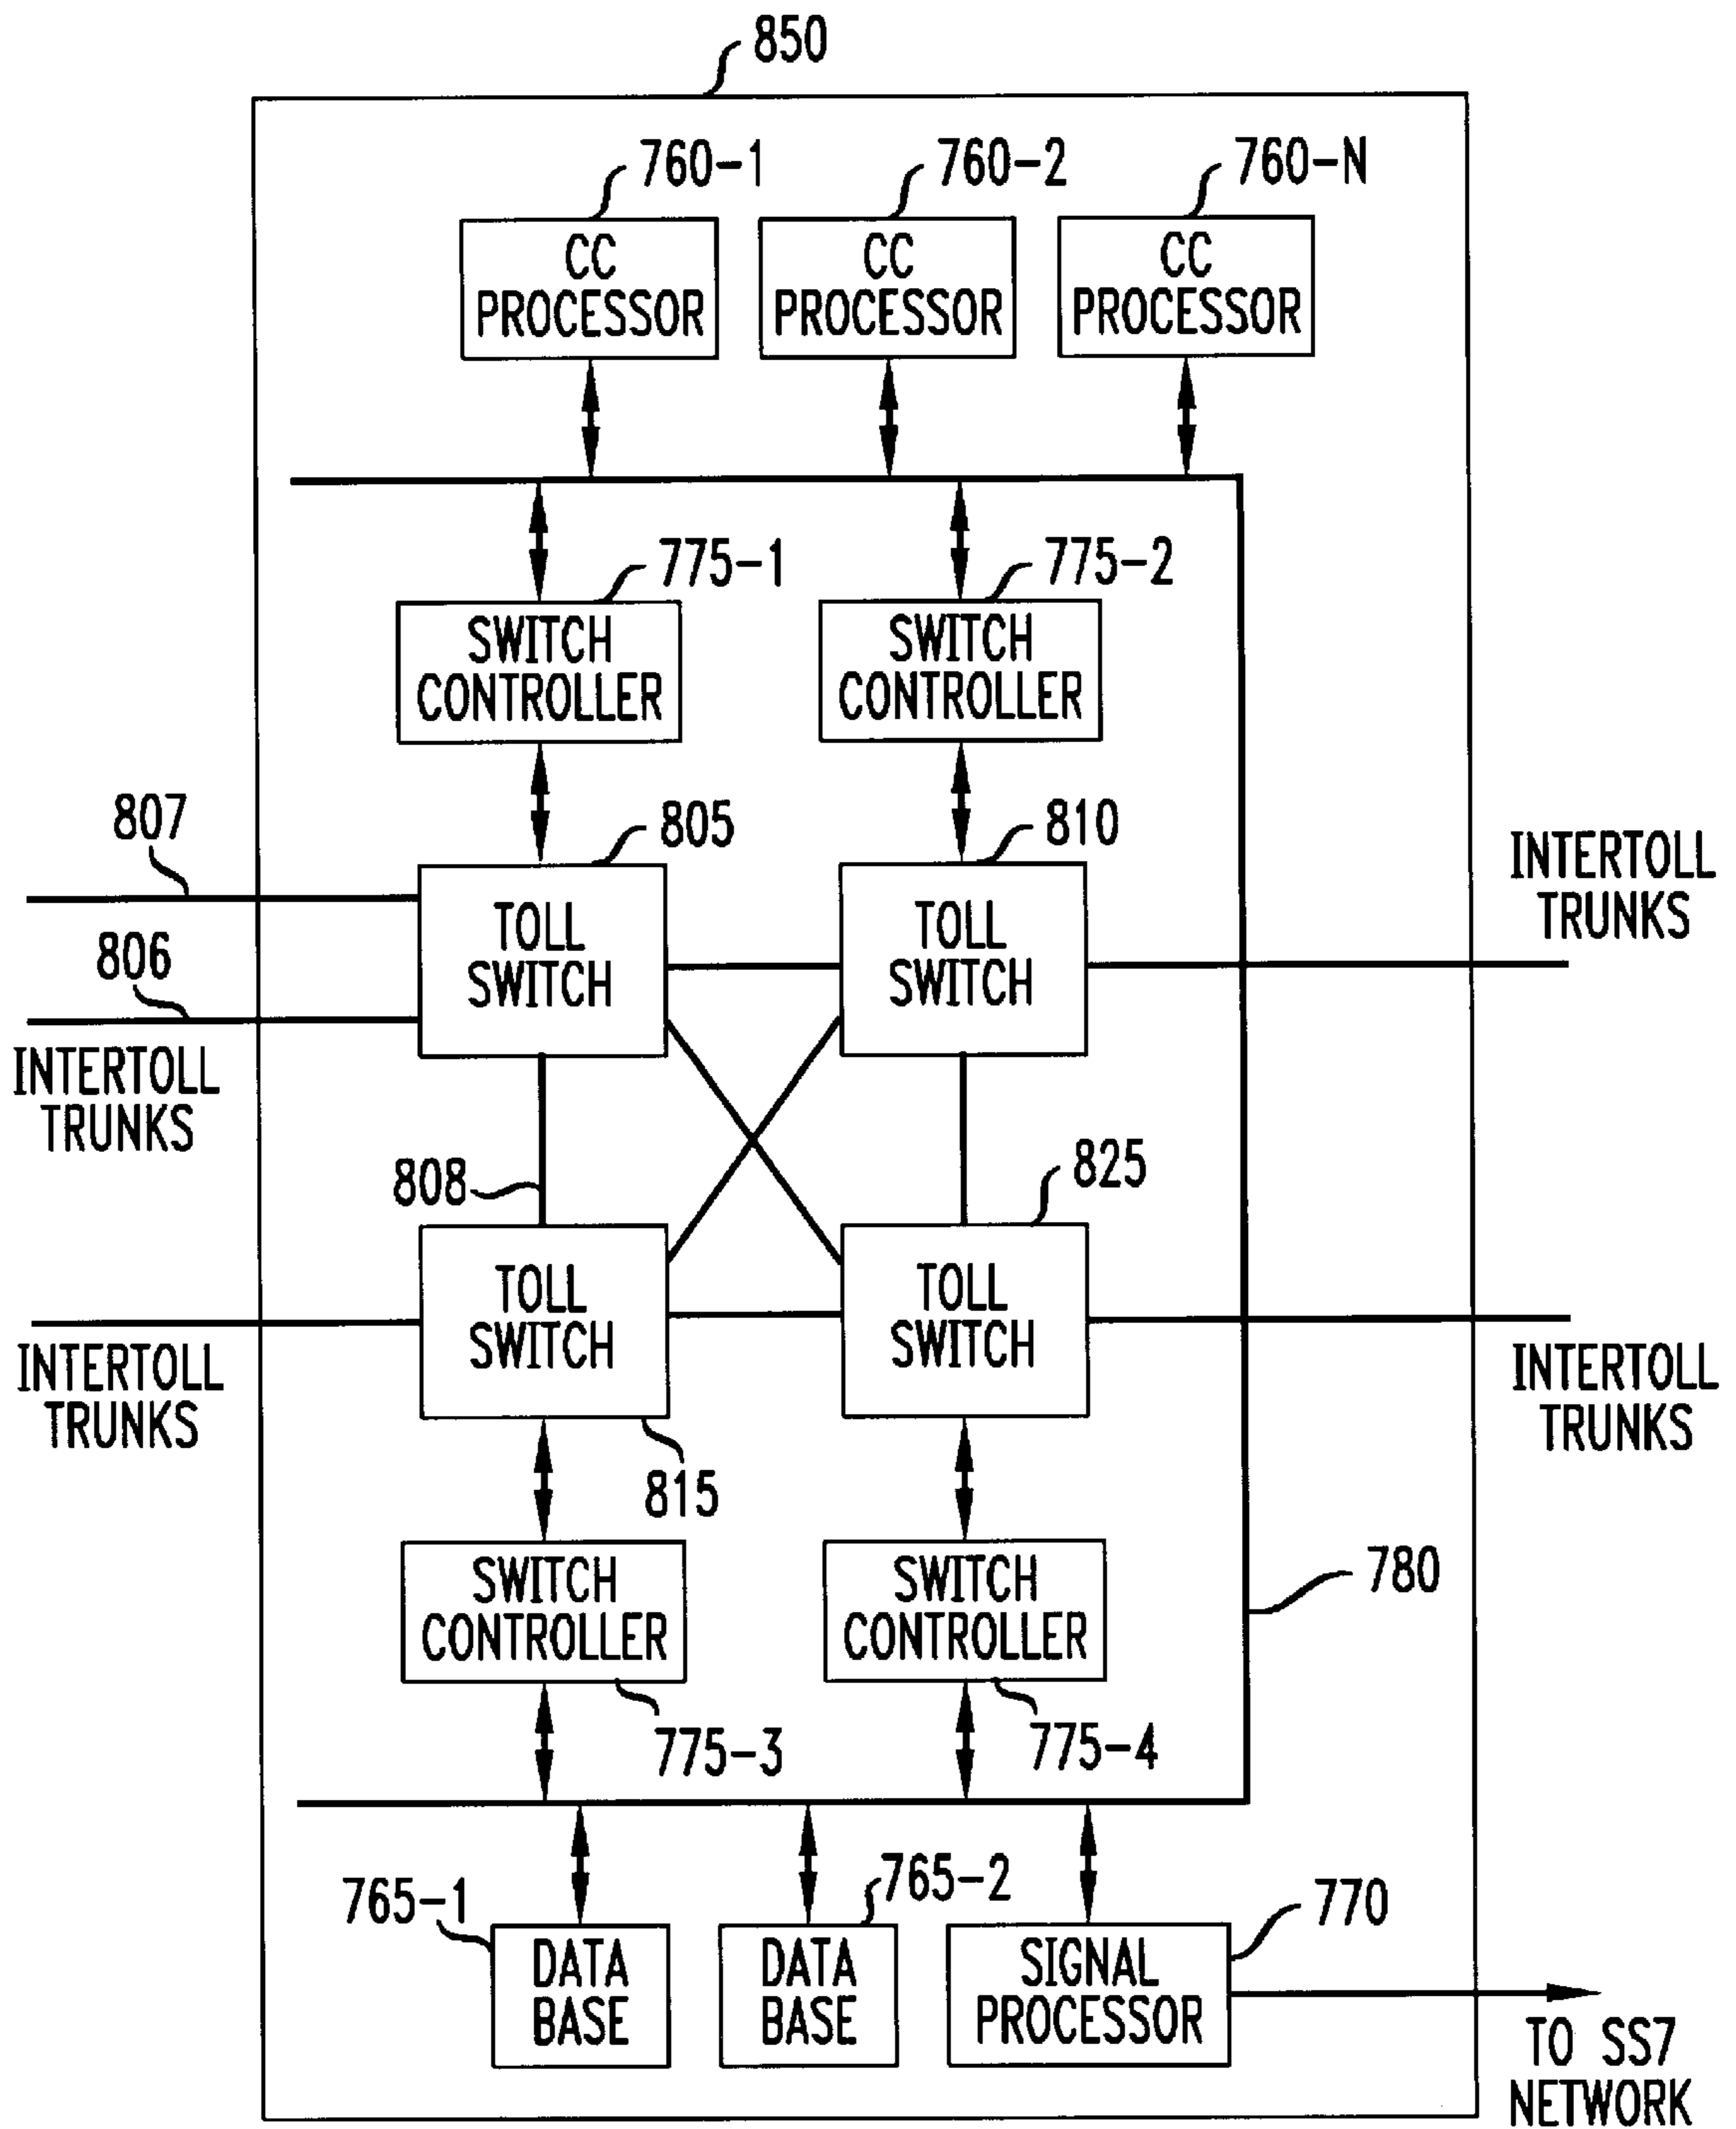 850
760-1
760-2
760-N
CC
PROCESSOR
CC
PROCESSOR
CC
PROCESSOR
775-1
775-2
SWITCH
CONTROLLER
SWITCH
CONTROLLER
807
805
810
INTERTOLL
TRUNKS
TOLL
SWITCH
TOLL
SWITCH
806
INTERTOLL
TRUNKS
808
825
TOLL
SWITCH
TOLL
SWITCH
INTERTOLL
TRUNKS
INTERTOLL
TRUNKS
815
SWITCH
CONTROLLER
SWITCH
CONTROLLER
780
775-3
775-4
765-1
765-2
770
DATA
BASE
DATA
BASE
SIGNAL
PROCESSOR
TO SS7
NETWORK